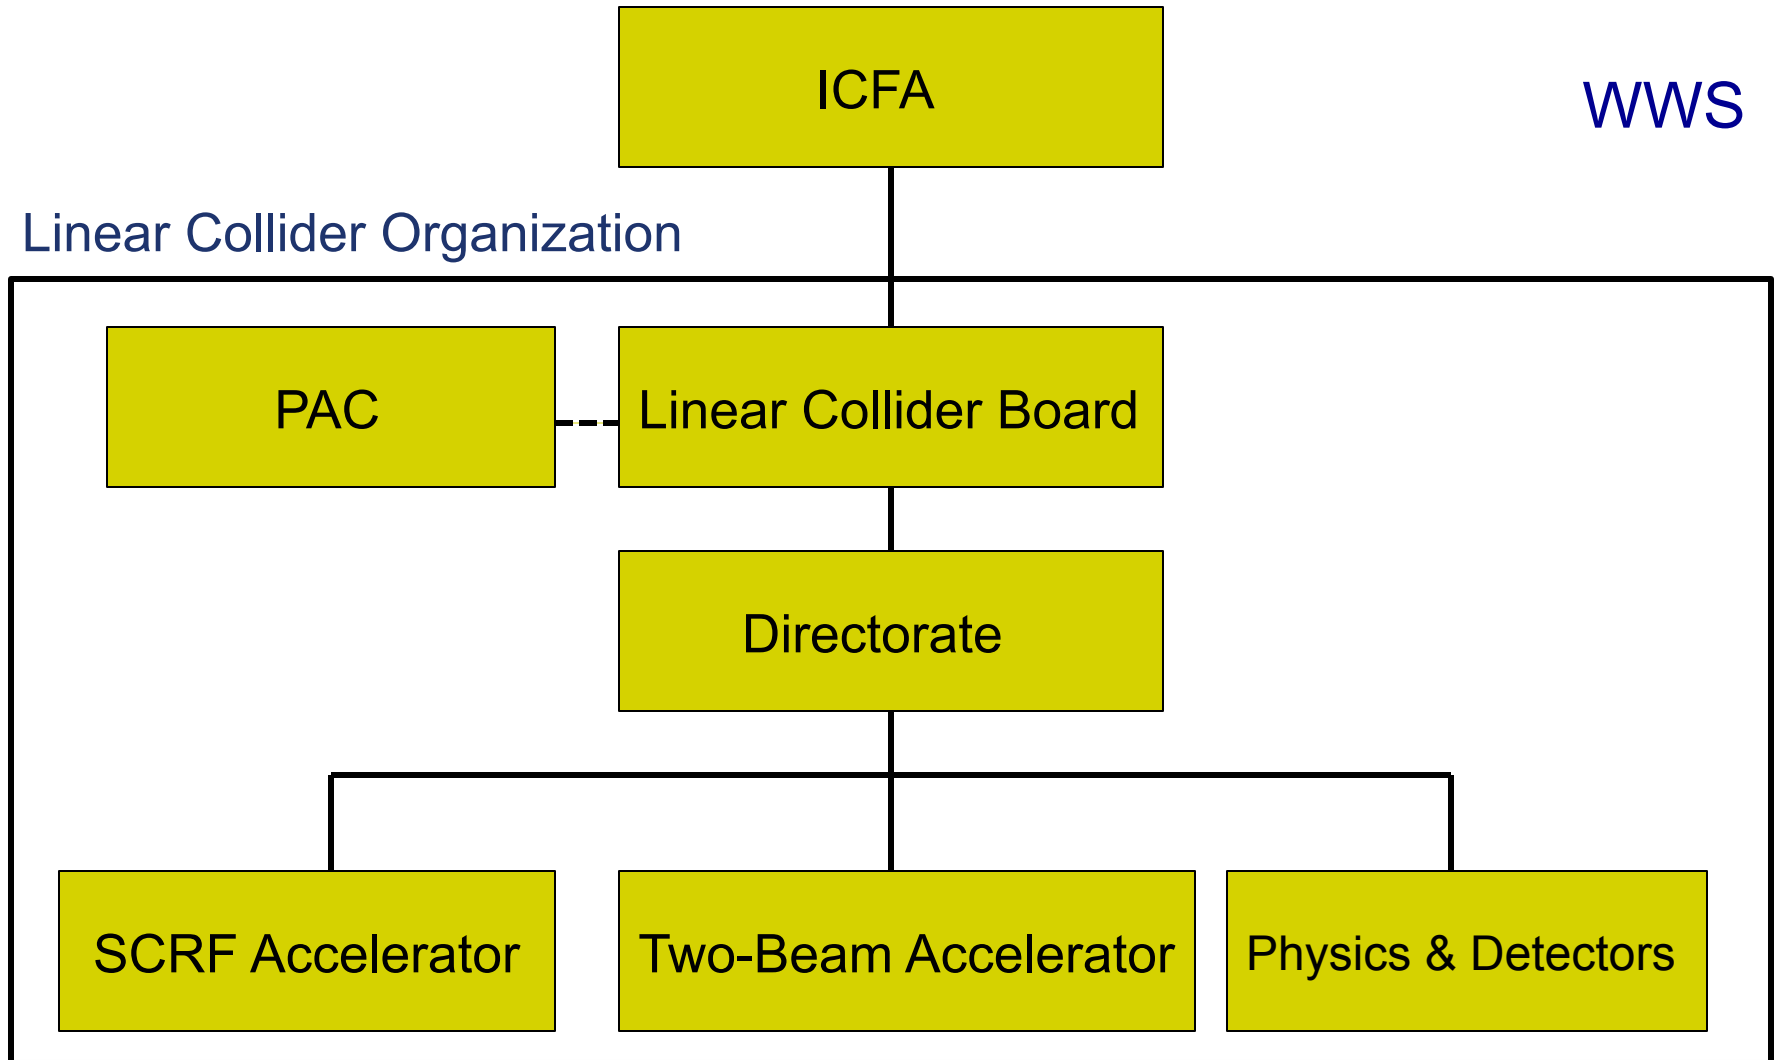 ICFA
WWS
Linear Collider Organization
PAC
Linear Collider Board
Directorate
SCRF Accelerator
Two-Beam Accelerator
Physics & Detectors